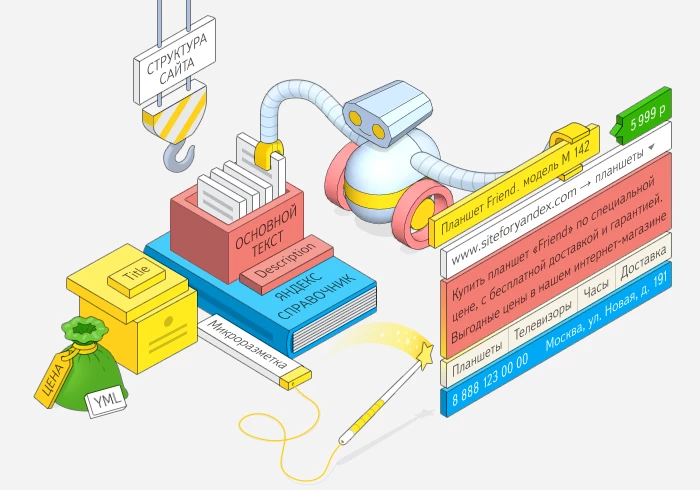 СТРУКТУРА
САЙТА
ОСНОВНОЙ
ТЕКСТ
Description
ЯНДЕКС
СПРАВОЧНИК
Title
ЦЕНА
YML
Микроразметка
5 999 р
Планшет Friend. модель М 142
www.siteforyandex.com → планшеты
Купить планшет «Friend» по специальной
цене, с бесплатной доставкой и гарантией.
Выгодные цены в нашем интернет-магазине
Планшеты Телевизоры Часы Доставка
8 888 123 00 00 Москва, ул. Новая, д. 191